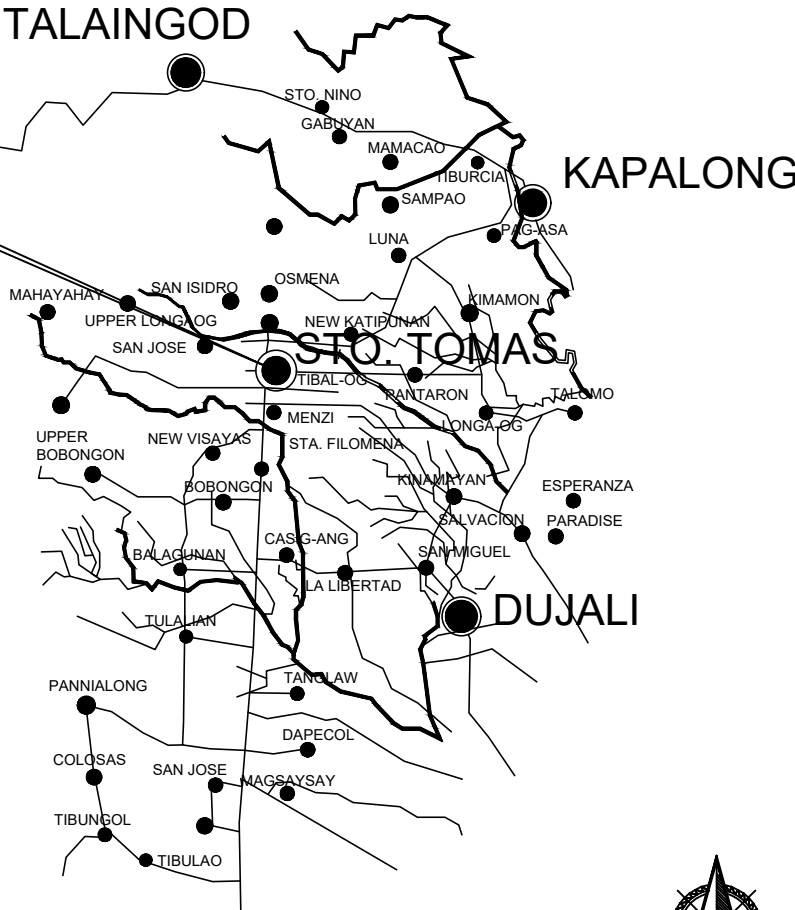 TALAINGOD
STO. NINO
GABUYAN
MAMACAO
TIBURCIA
KAPALONG
SAMPAO
PAG-ASA
LUNA
SAN ISIDRO
OSMENA
MAHAYAHAY
KIMAMON
UPPER LONGAOG
NEW KATIPUNAN
SAN JOSE
STO. TOMAS
TIBAL-OG
PANTARON
TALOMO
MENZI
LONGA-OG
UPPER
BOBONGON
NEW VISAYAS
STA. FILOMENA
BOBONGON
KINAMAYAN
ESPERANZA
SALVACION
PARADISE
BALAGUNAN
CASIG-ANG
SAN MIGUEL
LA LIBERTAD
DUJALI
TULALIAN
PANNIALONG
TANGLAW
DAPECOL
COLOSAS
SAN JOSE
MAGSAYSAY
TIBUNGOL
TIBULAO